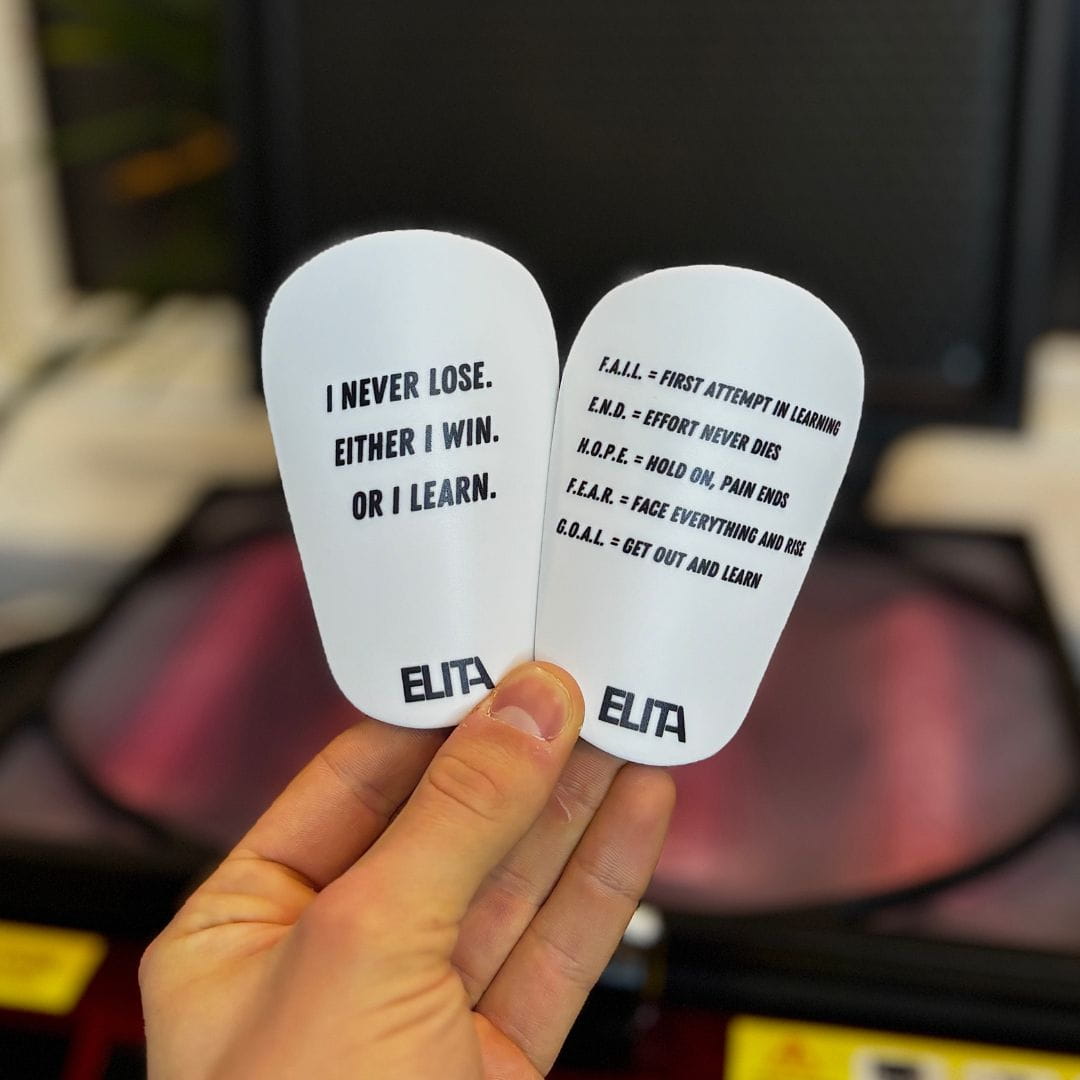 I NEVER LOSE.
EITHER I WIN.
OR I LEARN.
ELITA
F.A.I.L. = FIRST ATTEMPT IN LEARNING
E.N.D. = EFFORT NEVER DIES
H.O.P.E. = HOLD ON, PAIN ENDS
F.E.A.R. = FACE EVERYTHING AND RISE
G.O.A.L. = GET OUT AND LEARN
ELITA